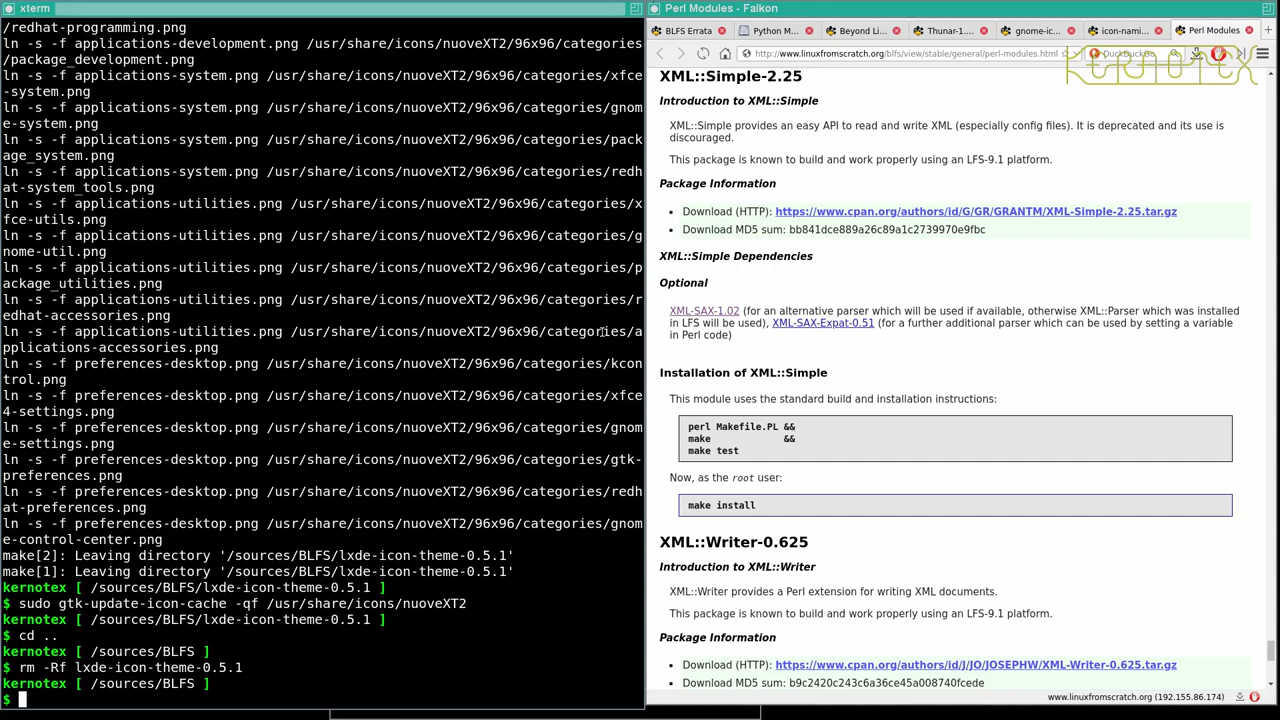 xterm
/redhat-programming.png
ln -s -f applications-development.png /usr/share/icons/nuoveXT2/96x96/categories
/package_development.png
ln -s -f applications-system.png /usr/share/icons/nuoveXT2/96x96/categories/xfce
-system.png
ln -s -f applications-system.png /usr/share/icons/nuoveXT2/96x96/categories/gnom
e-system.png
ln -s -f applications-system.png /usr/share/icons/nuoveXT2/96x96/categories/pack
age_system.png
ln -s -f applications-system.png /usr/share/icons/nuoveXT2/96x96/categories/redh
at-system_tools.png
ln -s -f applications-utilities.png /usr/share/icons/nuoveXT2/96x96/categories/x
fce-utils.png
ln -s -f applications-utilities.png /usr/share/icons/nuoveXT2/96x96/categories/g
nome-util.png
ln -s -f applications-utilities.png /usr/share/icons/nuoveXT2/96x96/categories/p
ackage_utilities.png
ln -s -f applications-utilities.png /usr/share/icons/nuoveXT2/96x96/categories/r
edhat-accessories.png
ln -s -f applications-utilities.png /usr/share/icons/nuoveXT2/96x96/categories/a
pplications-accessories.png
ln -s -f preferences-desktop.png /usr/share/icons/nuoveXT2/96x96/categories/kcon
trol.png
ln -s -f preferences-desktop.png /usr/share/icons/nuoveXT2/96x96/categories/xfce
4-settings.png
ln -s -f preferences-desktop.png /usr/share/icons/nuoveXT2/96x96/categories/gnom
e-settings.png
ln -s -f preferences-desktop.png /usr/share/icons/nuoveXT2/96x96/categories/gtk-
preferences.png
ln -s -f preferences-desktop.png /usr/share/icons/nuoveXT2/96x96/categories/redh
at-preferences.png
ln -s -f preferences-desktop.png /usr/share/icons/nuoveXT2/96x96/categories/gnom
e-control-center.png
make[2]: Leaving directory '/sources/BLFS/lxde-icon-theme-0.5.1'
make[1]: Leaving directory '/sources/BLFS/lxde-icon-theme-0.5.1'
kernotex [ /sources/BLFS/lxde-icon-theme-0.5.1 ]
$ sudo gtk-update-icon-cache -qf /usr/share/icons/nuoveXT2
kernotex [ /sources/BLFS/lxde-icon-theme-0.5.1 ]
$ cd ..
kernotex [ /sources/BLFS ]
$ rm -Rf lxde-icon-theme-0.5.1
kernotex [ /sources/BLFS ]
$
Perl Modules - Falkon
BLFS Errata Python M... Beyond Li... Thunar-1.... gnome-ic... icon-nami... Perl Modules
http://www.linuxfromscratch.org/blfs/view/stable/general/perl-modules.html DuckDuckGo
KERNOTEX
XML::Simple-2.25
Introduction to XML::Simple
XML::Simple provides an easy API to read and write XML (especially config files). It is deprecated and its use is
discouraged.
This package is known to build and work properly using an LFS-9.1 platform.
Package Information
• Download (HTTP): https://www.cpan.org/authors/id/G/GR/GRANTM/XML-Simple-2.25.tar.gz
• Download MD5 sum: bb841dce889a26c89a1c2739970e9fbc
XML::Simple Dependencies
Optional
XML-SAX-1.02 (for an alternative parser which will be used if available, otherwise XML::Parser which was installed
in LFS will be used), XML-SAX-Expat-0.51 (for a further additional parser which can be used by setting a variable
in Perl code)
Installation of XML::Simple
This module uses the standard build and installation instructions:
perl Makefile.PL &&
make &&
make test
Now, as the root user:
make install
XML::Writer-0.625
Introduction to XML::Writer
XML::Writer provides a Perl extension for writing XML documents.
This package is known to build and work properly using an LFS-9.1 platform.
Package Information
• Download (HTTP): https://www.cpan.org/authors/id/J/JO/JOSEPHW/XML-Writer-0.625.tar.gz
• Download MD5 sum: b9c2420c243c6a36ce45a008740fcede
www.linuxfromscratch.org (192.155.86.174)